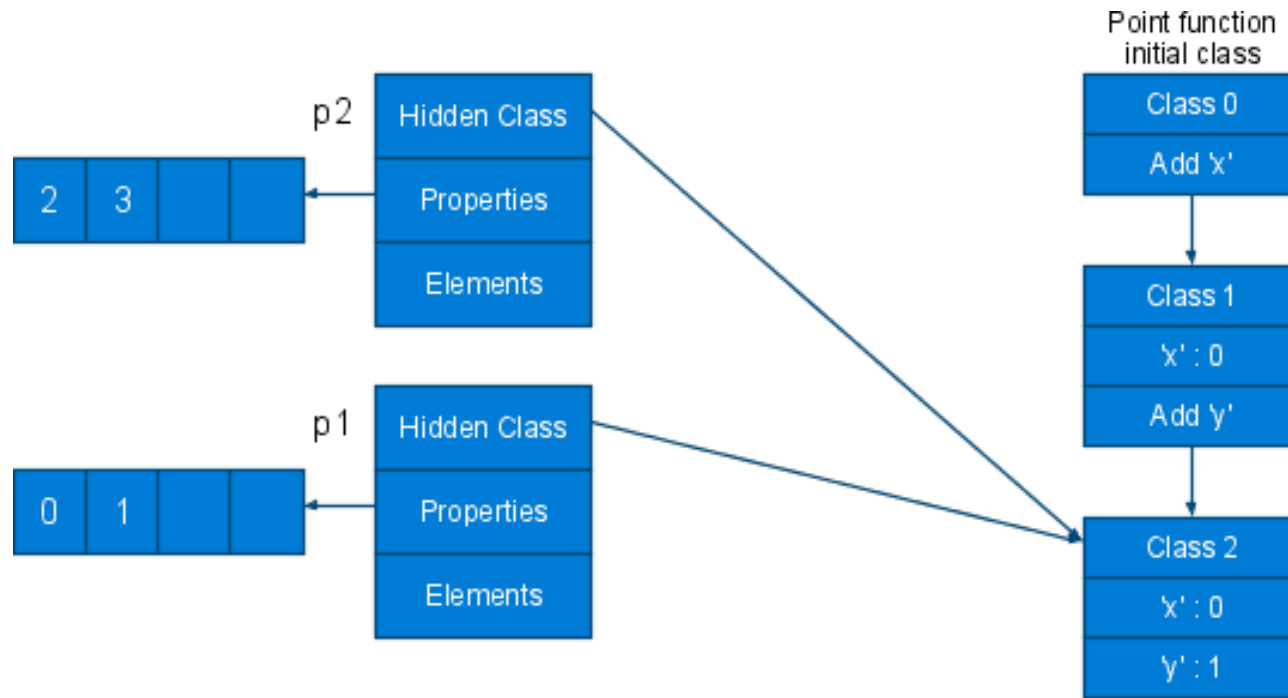 Point function
initial class
p2
Hidden Class
Properties
Elements
2 3
p1
Hidden Class
Properties
Elements
0 1
Class 0
Add 'x'
Class 1
'x' : 0
Add 'y'
Class 2
'x' : 0
'y' : 1